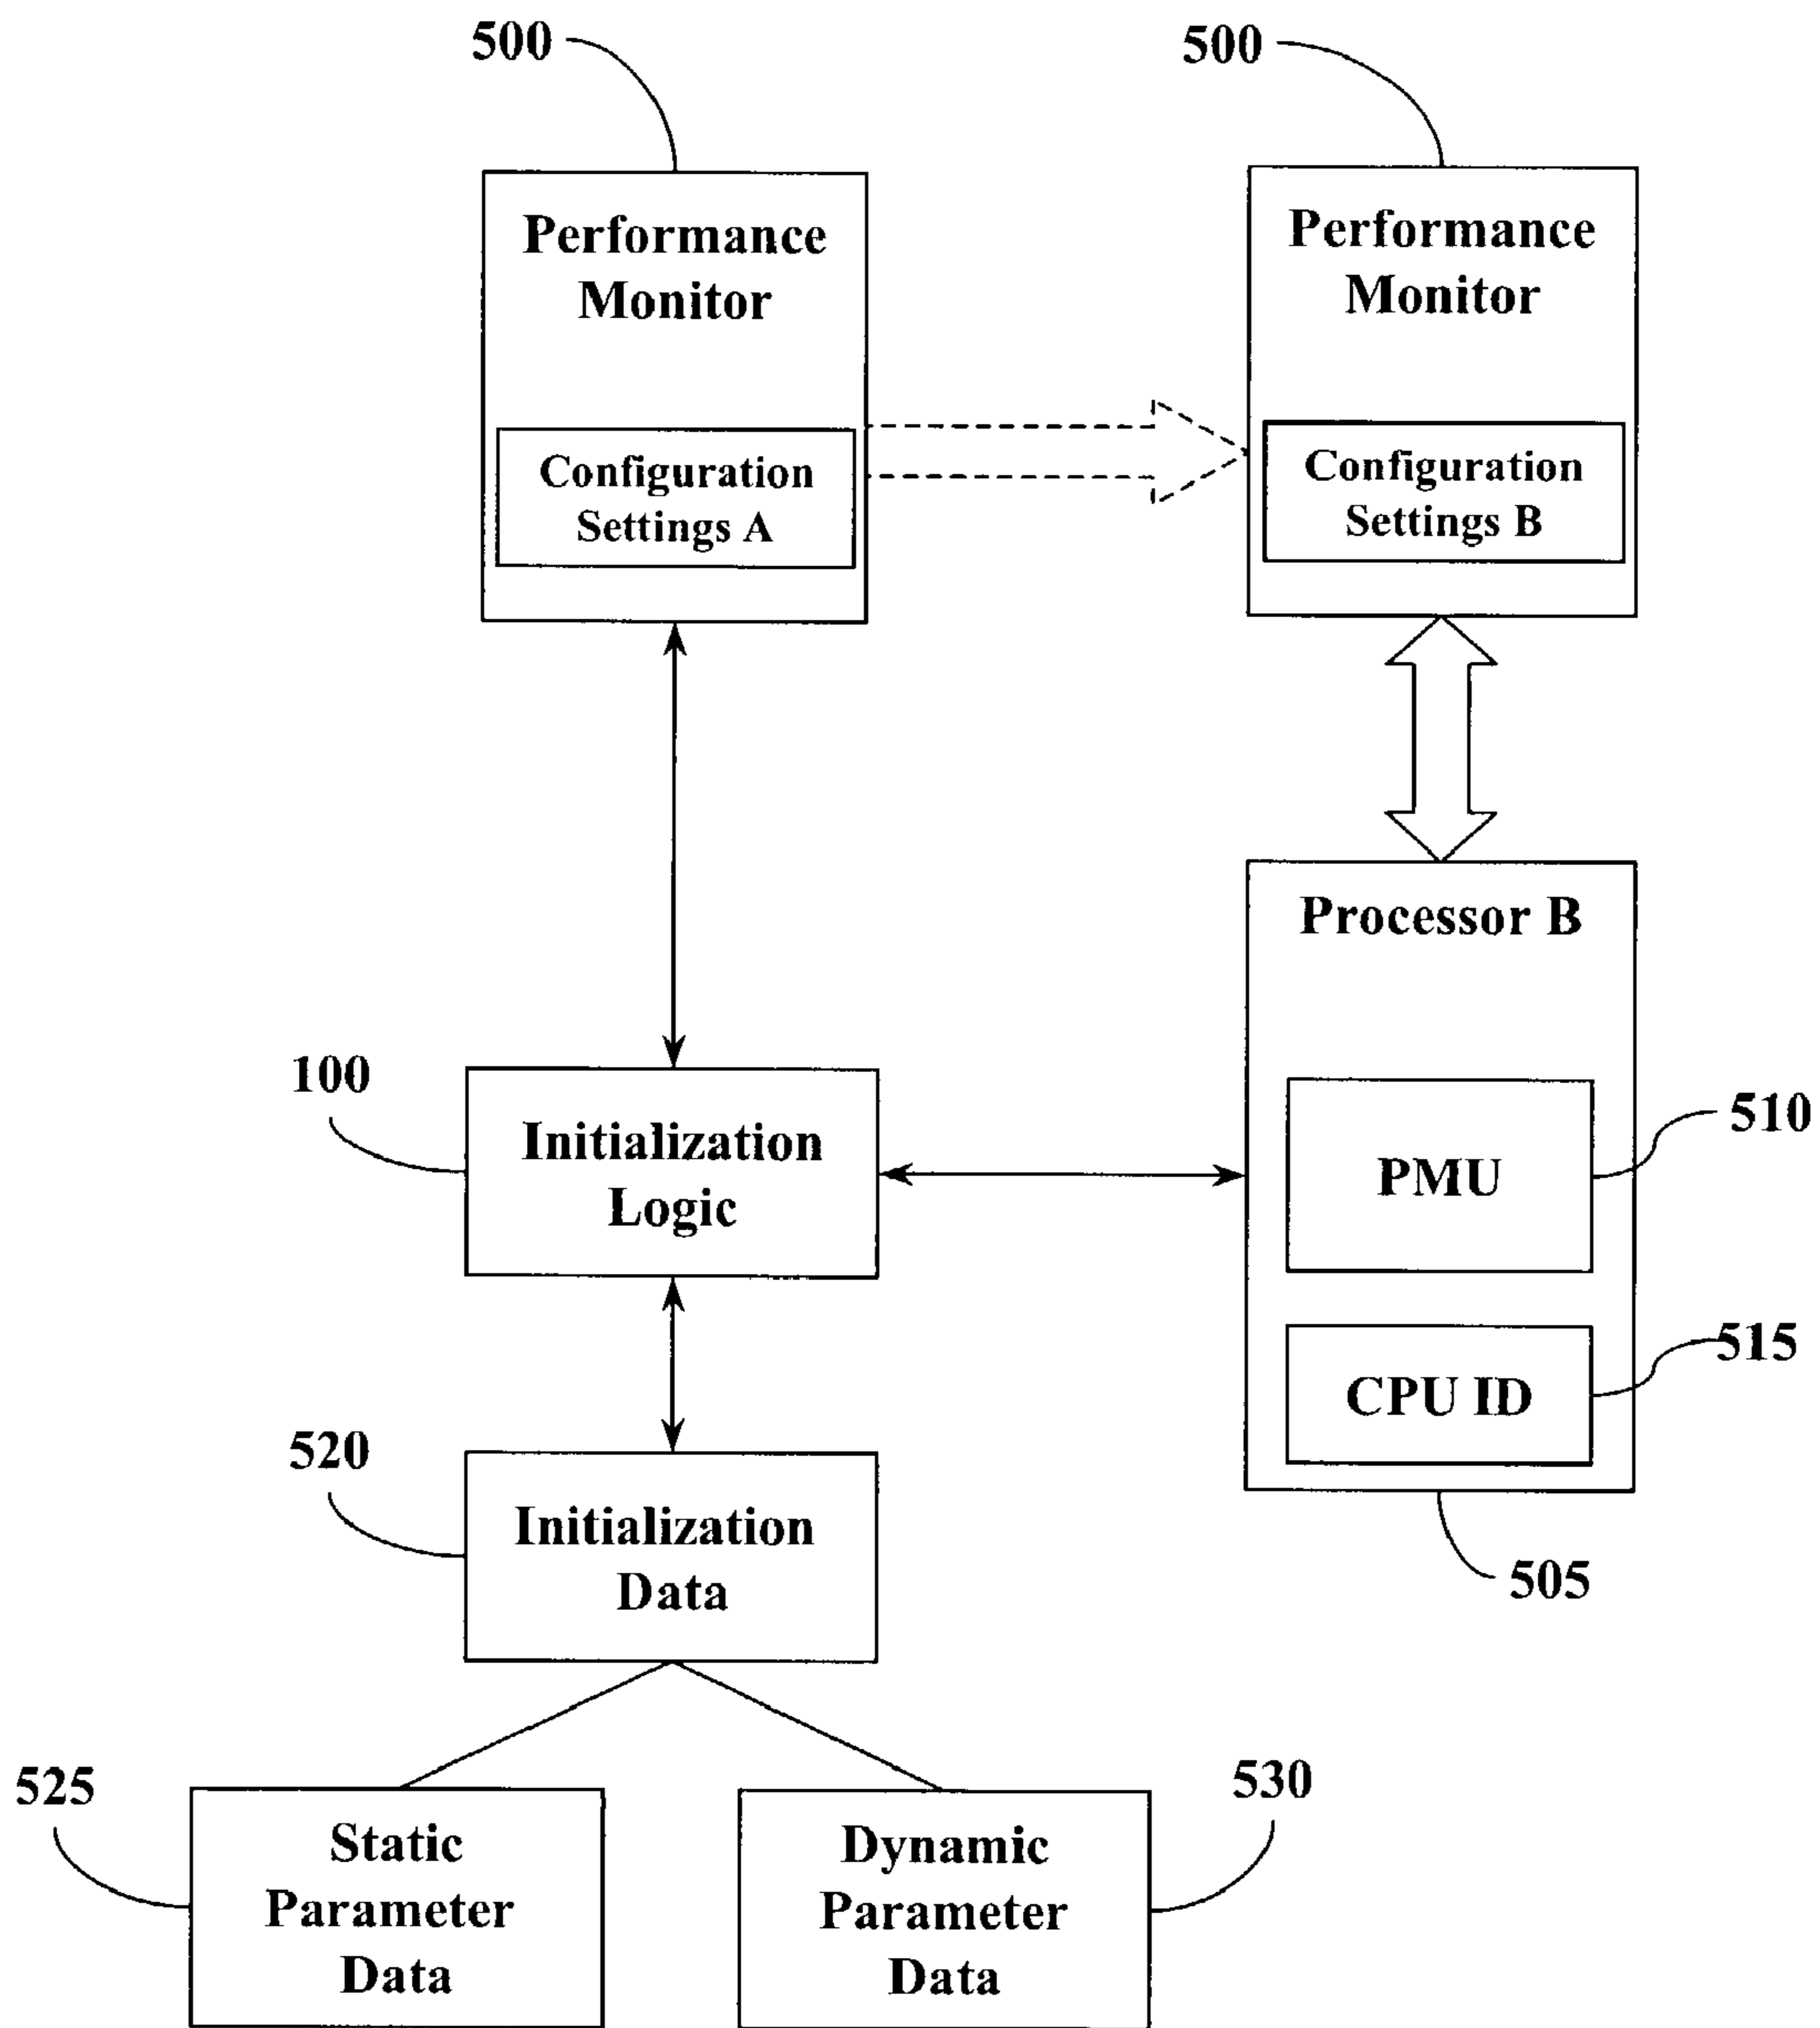 500
500
Performance
Monitor
Configuration
Settings A
Performance
Monitor
Configuration
Settings B
Processor B
PMU
510
CPU ID
515
505
100
Initialization
Logic
520
Initialization
Data
525
Static
Parameter
Data
530
Dynamic
Parameter
Data